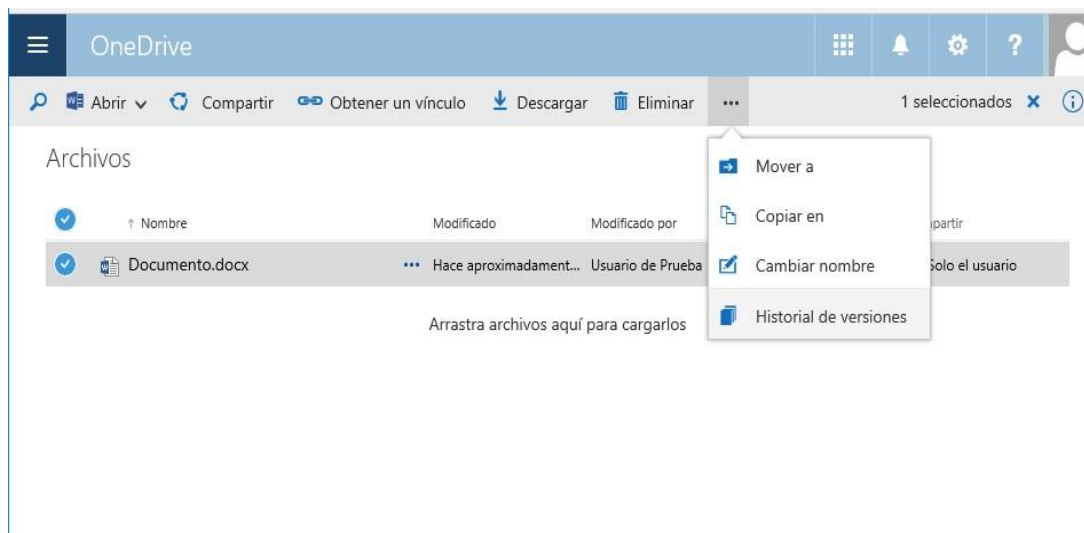 OneDrive ?
Abrir Compartir Obtener un vínculo Descargar Eliminar ... 1 seleccionados
Archivos
Mover a
Copiar en
Nombre Modificado Modificado por
Documento.docx ... Hace aproximadament... Usuario de Prueba Cambiar nombre Solo el usuario
Arrastra archivos aquí para cargarlos Historial de versiones